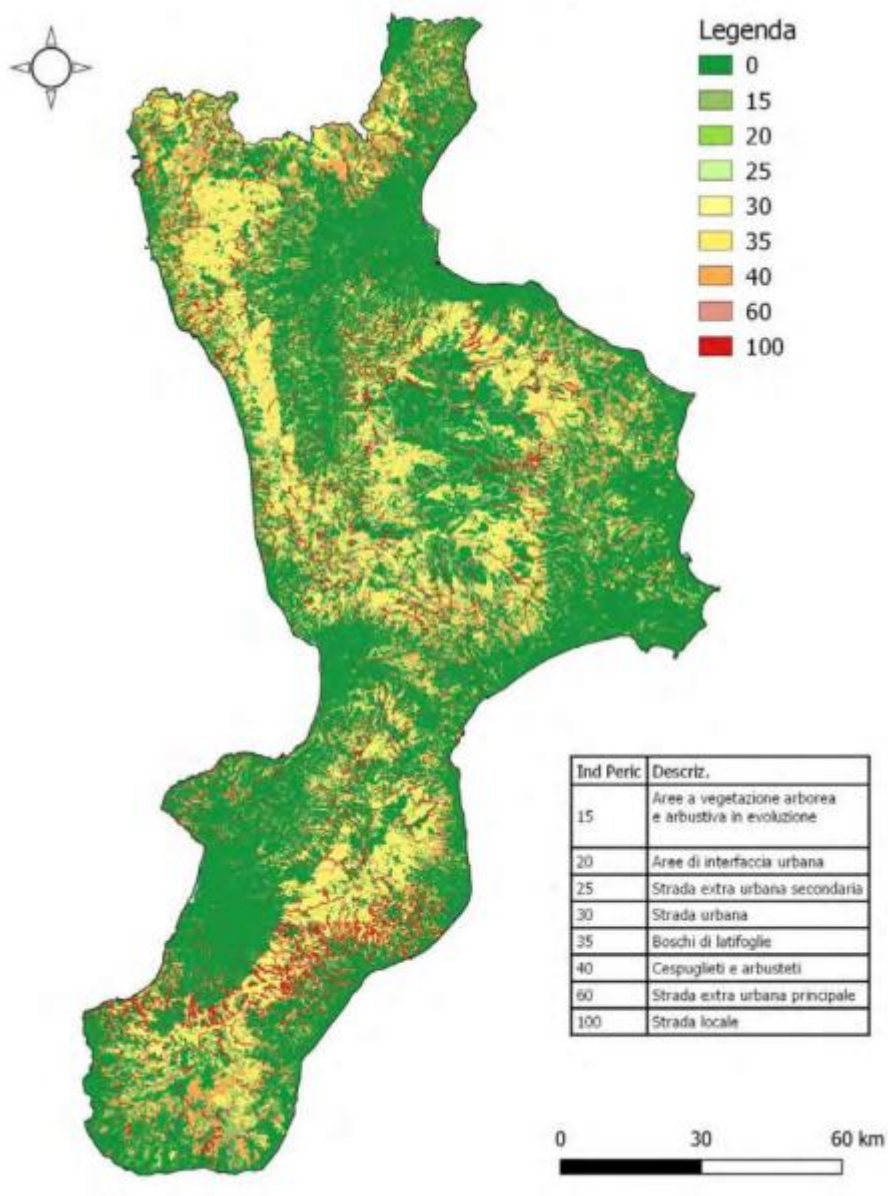 Legenda
0
15
20
25
30
35
40
60
100
Ind Peric Descriz.
15 Aree a vegetazione arborea
e arbustiva in evoluzione
20 Aree di interfaccia urbana
25 Strada extra urbana secondaria
30 Strada urbana
35 Boschi di latifoglie
40 Cespuglieti e arbusteti
60 Strada extra urbana principale
100 Strada locale
0 30 60 km